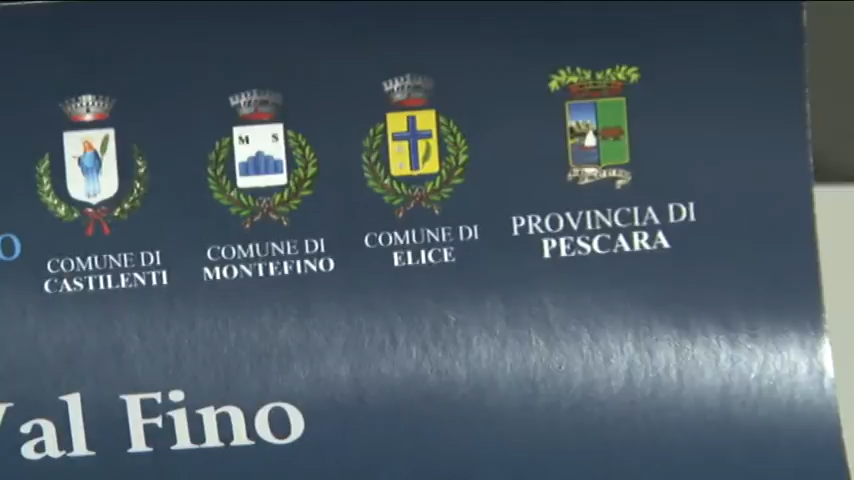 M S
COMUNE DI
CASTILENTI
COMUNE DI
MONTEFINO
COMUNE DI
ELICE
PROVINCIA DI
PESCARA
Val Fino